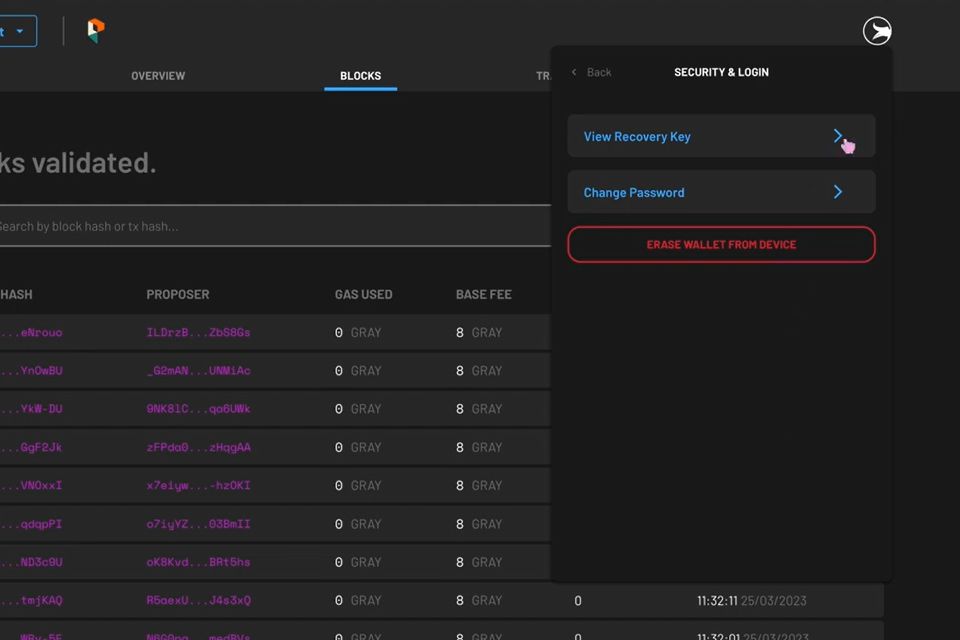 t
Back SECURITY & LOGIN
OVERVIEW BLOCKS TR
View Recovery Key
ks validated.
Change Password
Search by block hash or tx hash...
ERASE WALLET FROM DEVICE
HASH PROPOSER GAS USED BASE FEE
...eNrouo ILDrzB...ZbS8Gs 0 GRAY 8 GRAY
...YnOwBU _G2mAN...UNMiAc 0 GRAY 8 GRAY
...YkW-DU 9NK8lC...qa6UWk 0 GRAY 8 GRAY
...GgF2Jk zFPda0...zHqgAA 0 GRAY 8 GRAY
...VNOxxI x7eiyw...-hzOKI 0 GRAY 8 GRAY
...qdqpPI o7iyYZ...03BmII 0 GRAY 8 GRAY
...ND3c9U oK8Kvd...BRt5hs 0 GRAY 8 GRAY
...tmjKAQ R5aexU...J4s3xQ 0 GRAY 8 GRAY 0 11:32:11 25/03/2023
0 GRAY 8 GRAY 0 11:32:01 25/03/2023